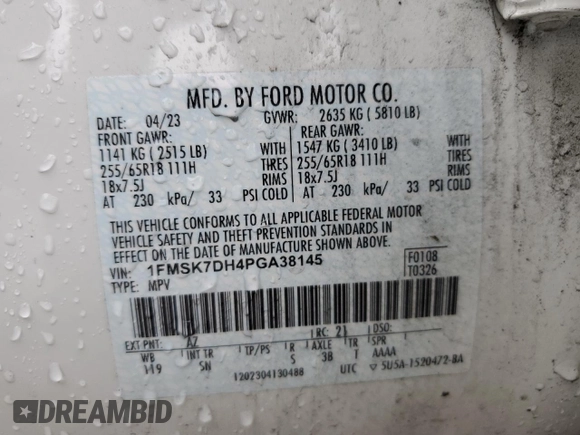 MFD. BY FORD MOTOR CO.
DATE: 04/23 GVWR: 2635 KG ( 5810 LB)
FRONT GAWR: REAR GAWR:
1141 KG ( 2515 LB) WITH 1547 KG ( 3410 LB) WITH
255/65R18 111H TIRES 255/65R18 111H TIRES
18x7.5J RIMS 18x7.5J RIMS
AT 230 kPa/ 33 PSI COLD AT 230 kPa/ 33 PSI COLD
THIS VEHICLE CONFORMS TO ALL APPLICABLE FEDERAL MOTOR
VEHICLE SAFETY AND THEFT PREVENTION STANDARDS IN
EFFECT ON THE DATE OF MANUFACTURE SHOWN ABOVE.
VIN: 1FMSK7DH4PGA38145 F0108
TYPE: MPV T0326
EXT PNT: AZ RC: 21 DSO:
WB INT TR TP/PS R AXLE TR SPR
119 SN 5 3B T AAAA
1202304130488 UTC 5U5A-1520472-BA
DREAMBID